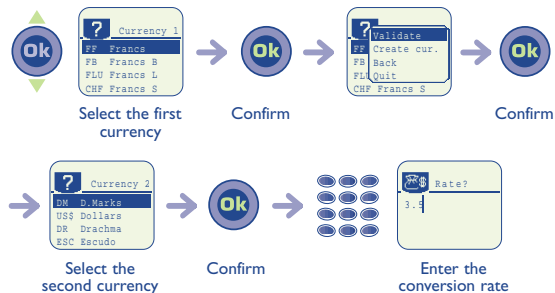 Ok
? Currency 1
FF Francs
FB Francs B
FLU Francs L
CHF Francs S
Select the first
currency
Ok
Confirm
?
Validate
Create cur.
Back
Quit
FF
FB
FLU
CHF Francs S
Ok
Confirm
? Currency 2
DM D.Marks
US$ Dollars
DR Drachma
ESC Escudo
Select the
second currency
Ok
Confirm
$ Rate?
3.5
Enter the
conversion rate